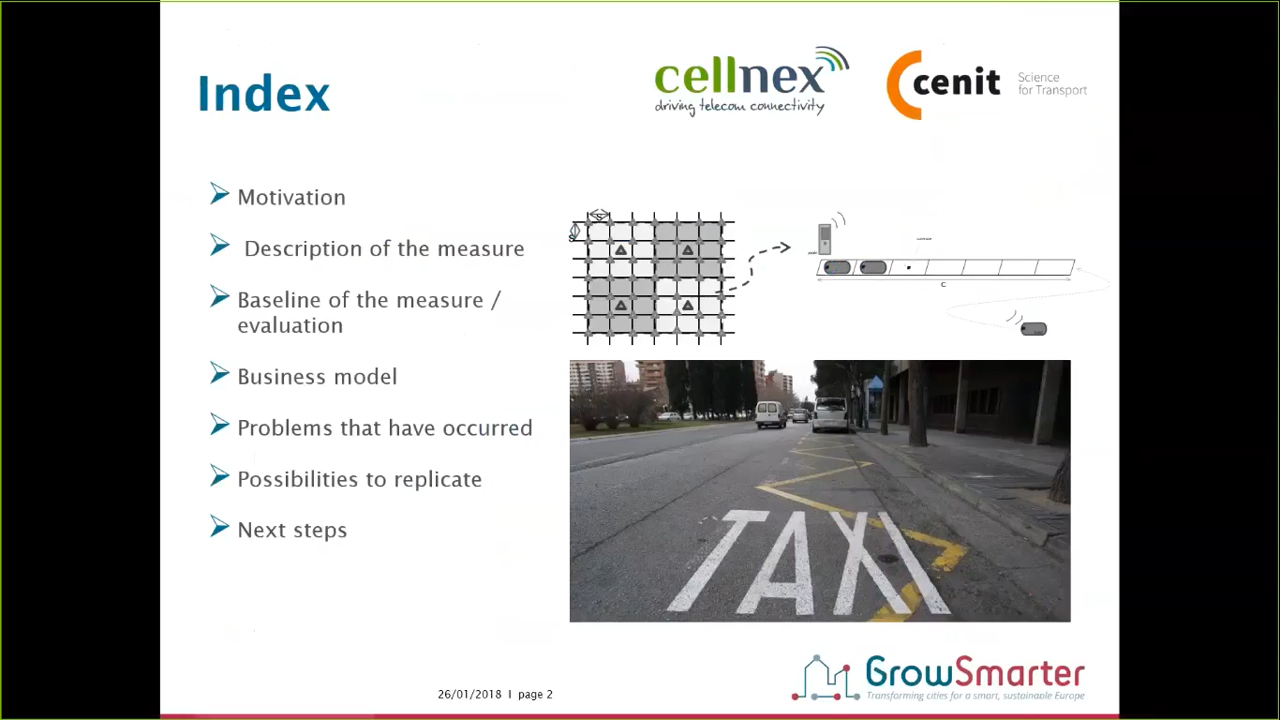 Index
cellnex
driving telecom connectivity
cenit
Science
for Transport
Motivation
Description of the measure
Baseline of the measure /
evaluation
Business model
Problems that have occurred
Possibilities to replicate
Next steps
C
TAXI
26/01/2018 | page 2
GrowSmarter
Transforming cities for a smart, sustainable Europe